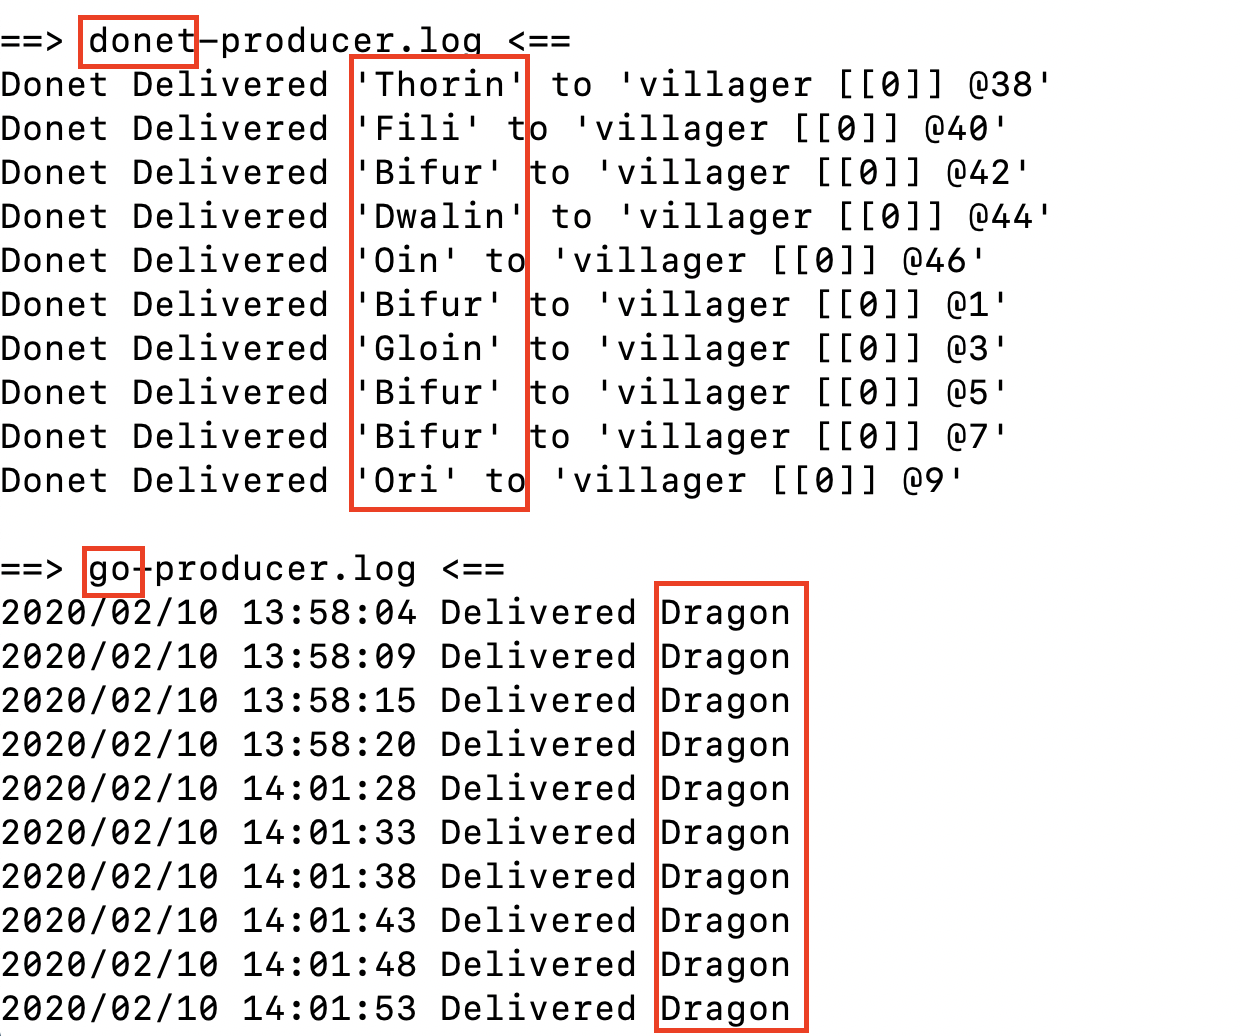 ==> donet-producer.log <==
Donet Delivered 'Thorin' to 'villager [[0]] @38'
Donet Delivered 'Fili' to 'villager [[0]] @40'
Donet Delivered 'Bifur' to 'villager [[0]] @42'
Donet Delivered 'Dwalin' to 'villager [[0]] @44'
Donet Delivered 'Oin' to 'villager [[0]] @46'
Donet Delivered 'Bifur' to 'villager [[0]] @1'
Donet Delivered 'Gloin' to 'villager [[0]] @3'
Donet Delivered 'Bifur' to 'villager [[0]] @5'
Donet Delivered 'Bifur' to 'villager [[0]] @7'
Donet Delivered 'Ori' to 'villager [[0]] @9'
==> go-producer.log <==
2020/02/10 13:58:04 Delivered Dragon
2020/02/10 13:58:09 Delivered Dragon
2020/02/10 13:58:15 Delivered Dragon
2020/02/10 13:58:20 Delivered Dragon
2020/02/10 14:01:28 Delivered Dragon
2020/02/10 14:01:33 Delivered Dragon
2020/02/10 14:01:38 Delivered Dragon
2020/02/10 14:01:43 Delivered Dragon
2020/02/10 14:01:48 Delivered Dragon
2020/02/10 14:01:53 Delivered Dragon